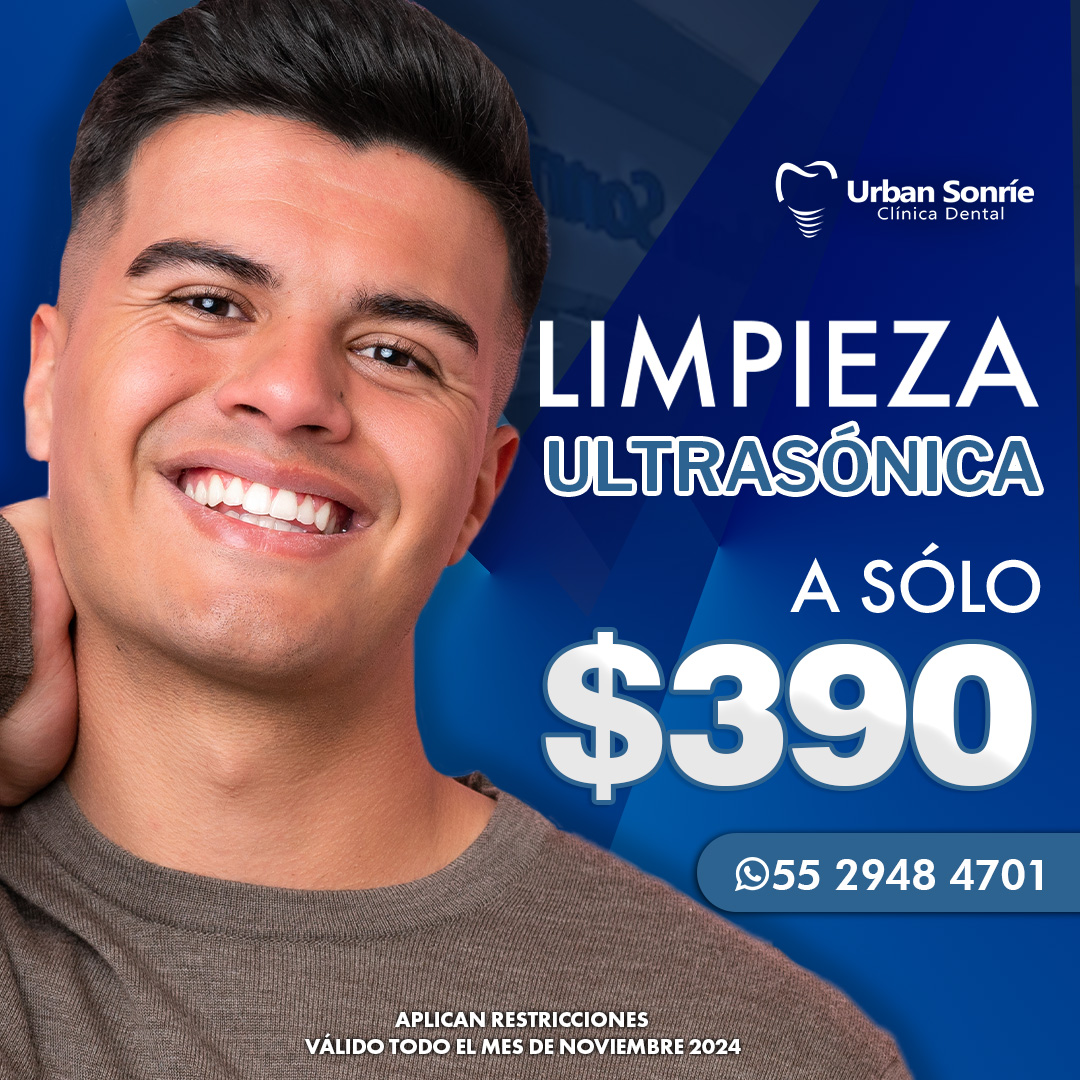 Urban Sonríe
Clínica Dental
LIMPIEZA
ULTRASÓNICA
A SÓLO
$390
55 2948 4701
APLICAN RESTRICCIONES
VÁLIDO TODO EL MES DE NOVIEMBRE 2024